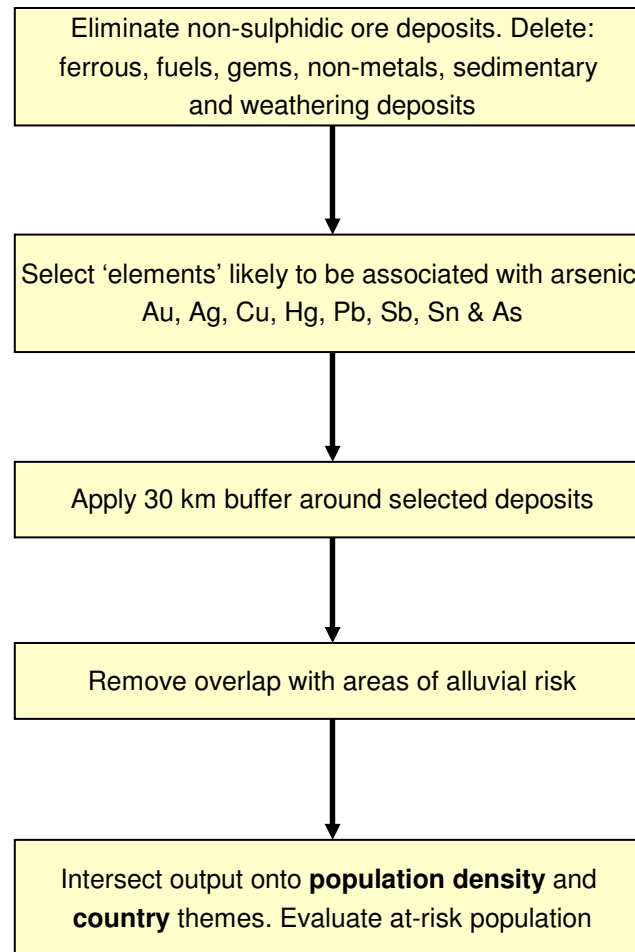 Eliminate non-sulphidic ore deposits. Delete:
ferrous, fuels, gems, non-metals, sedimentary
and weathering deposits
Select ‘elements’ likely to be associated with arsenic
Au, Ag, Cu, Hg, Pb, Sb, Sn & As
Apply 30 km buffer around selected deposits
Remove overlap with areas of alluvial risk
Intersect output onto population density and
country themes. Evaluate at-risk population